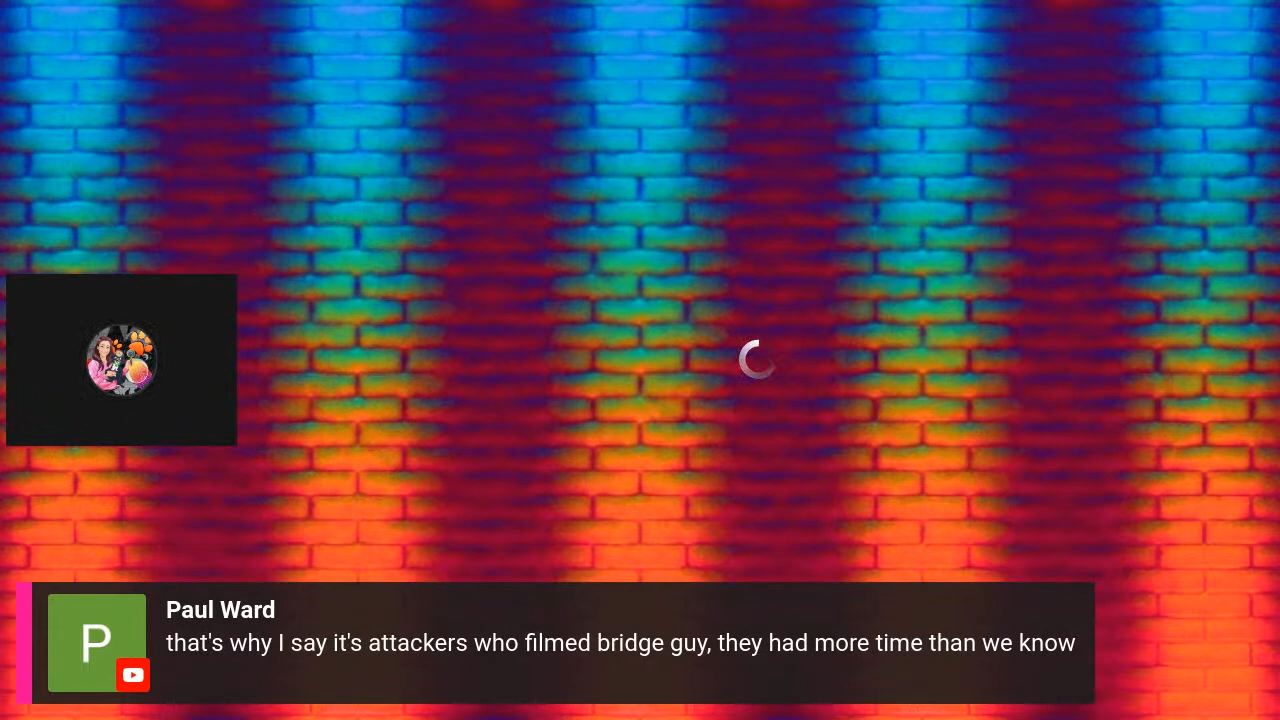 P
Paul Ward
that's why I say it's attackers who filmed bridge guy, they had more time than we know